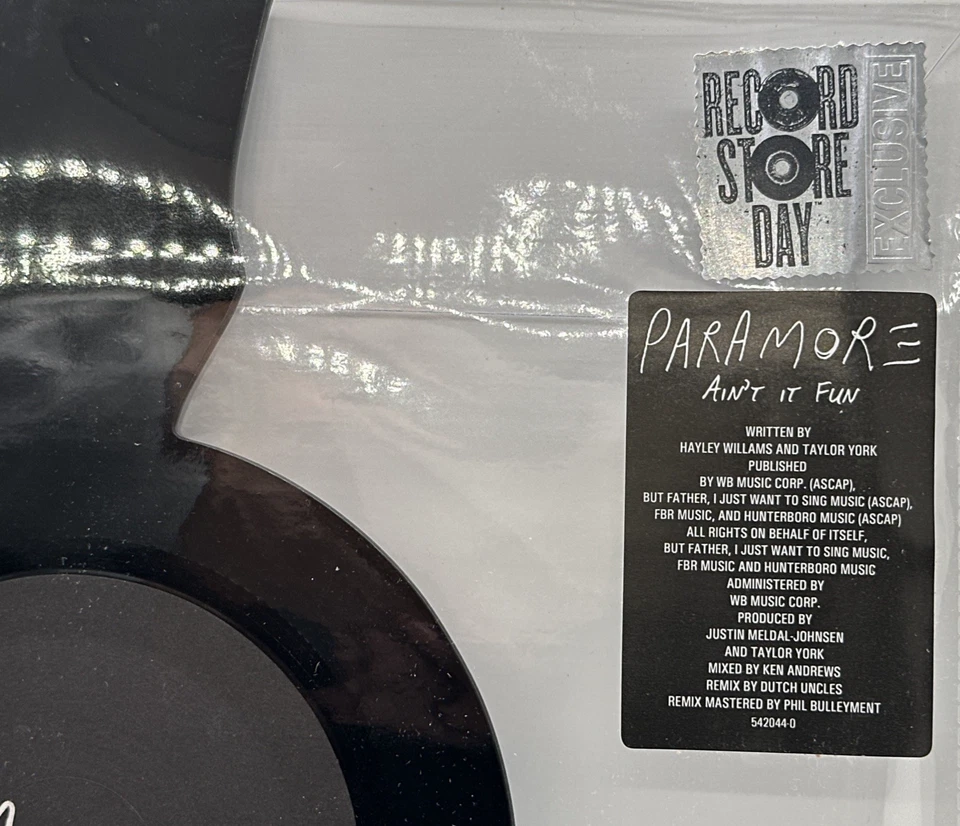 RECORD
STORE
DAY
EXCLUSIVE
PARAMORE
AIN'T IT FUN
WRITTEN BY
HAYLEY WILLAMS AND TAYLOR YORK
PUBLISHED
BY WB MUSIC CORP. (ASCAP),
BUT FATHER, I JUST WANT TO SING MUSIC (ASCAP),
FBR MUSIC, AND HUNTERBORO MUSIC (ASCAP)
ALL RIGHTS ON BEHALF OF ITSELF,
BUT FATHER, I JUST WANT TO SING MUSIC,
FBR MUSIC AND HUNTERBORO MUSIC
ADMINISTERED BY
WB MUSIC CORP.
PRODUCED BY
JUSTIN MELDAL-JOHNSEN
AND TAYLOR YORK
MIXED BY KEN ANDREWS
REMIX BY DUTCH UNCLES
REMIX MASTERED BY PHIL BULLEYMENT
542044-0